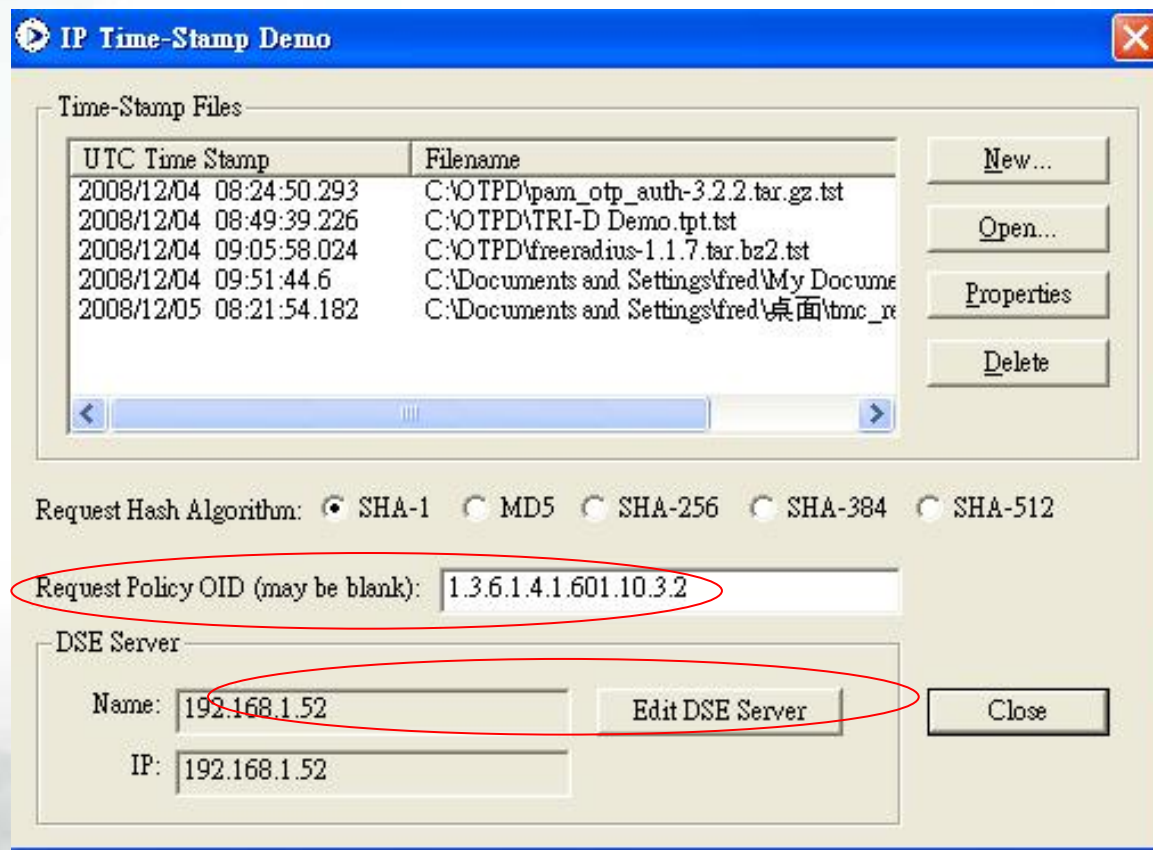 IP Time-Stamp Demo
Time-Stamp Files
UTC Time Stamp Filename
2008/12/04 08:24:50.293 C:\OTPD\pam_otp_auth-3.2.2.tar.gz.tst
2008/12/04 08:49:39.226 C:\OTPD\TRI-D Demo.tpt.tst
2008/12/04 09:05:58.024 C:\OTPD\freeradius-1.1.7.tar.bz2.tst
2008/12/04 09:51:44.6 C:\Documents and Settings\fred\My Docume
2008/12/05 08:21:54.182 C:\Documents and Settings\fred\桌面\tmc_re
New...
Open...
Properties
Delete
Request Hash Algorithm: SHA-1 MD5 SHA-256 SHA-384 SHA-512
Request Policy OID (may be blank): 1.3.6.1.4.1.601.10.3.2
DSE Server
Name: 192.168.1.52 Edit DSE Server Close
IP: 192.168.1.52